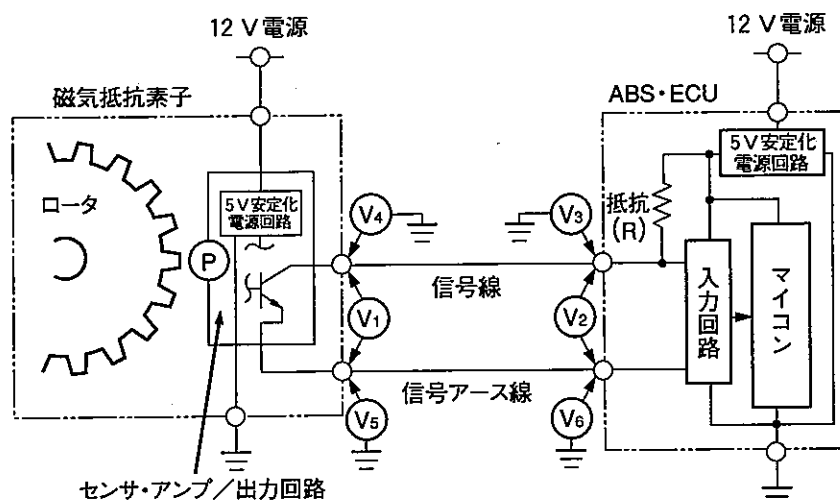 12 V 電源
磁気抵抗素子
ロータ
P
5V安定化
電源回路
V4
V1
V5
センサ・アンプ／出力回路
信号線
信号アース線
V3
V2
V6
12 V 電源
ABS・ECU
5V安定化
電源回路
抵抗
(R)
入力回路
マイコン